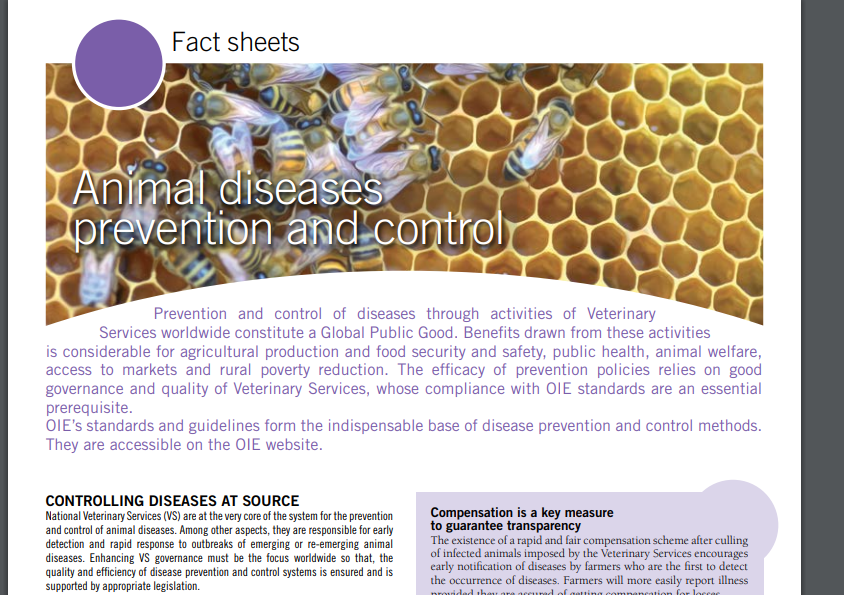 Fact sheets
Animal diseases
prevention and control
Prevention and control of diseases through activities of Veterinary
Services worldwide constitute a Global Public Good. Benefits drawn from these activities
is considerable for agricultural production and food security and safety, public health, animal welfare,
access to markets and rural poverty reduction. The efficacy of prevention policies relies on good
governance and quality of Veterinary Services, whose compliance with OIE standards are an essential
prerequisite.
OIE's standards and guidelines form the indispensable base of disease prevention and control methods.
They are accessible on the OIE website.
CONTROLLING DISEASES AT SOURCE
National Veterinary Services (VS) are at the very core of the system for the prevention
and control of animal diseases. Among other aspects, they are responsible for early
detection and rapid response to outbreaks of emerging or re-emerging animal
diseases. Enhancing VS governance must be the focus worldwide so that, the
quality and efficiency of disease prevention and control systems is ensured and is
supported by appropriate legislation.
Compensation is a key measure
to guarantee transparency
The existence of a rapid and fair compensation scheme after culling
of infected animals imposed by the Veterinary Services encourages
early notification of diseases by farmers who are the first to detect
the occurrence of diseases. Farmers will more easily report illness
provided they are assured of getting compensation for losses